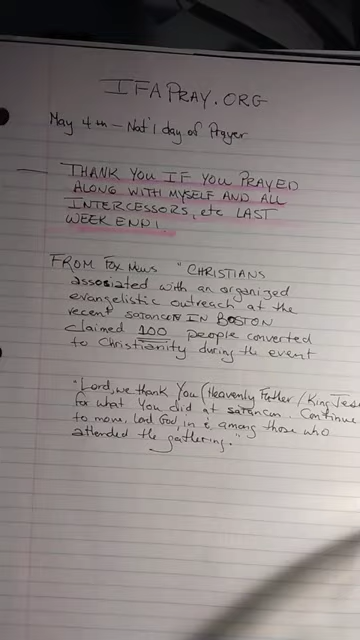 IFAPRAY.ORG
May 4th - Nat'l day of Prayer
THANK YOU IF YOU PRAYED
ALONG WITH MYSELF AND ALL
INTERCESSORS, etc LAST
WEEKEND!
FROM Fox News "CHRISTIANS
associated with an organized
evangelistic outreach at the
recent satancon IN BOSTON
claimed 100 people converted
to Christianity during the event
"Lord, we thank You (Heavenly Father / King Jesu
for what You did at satancon. Continue
to move, Lord God, in & among those who
attended the gathering."